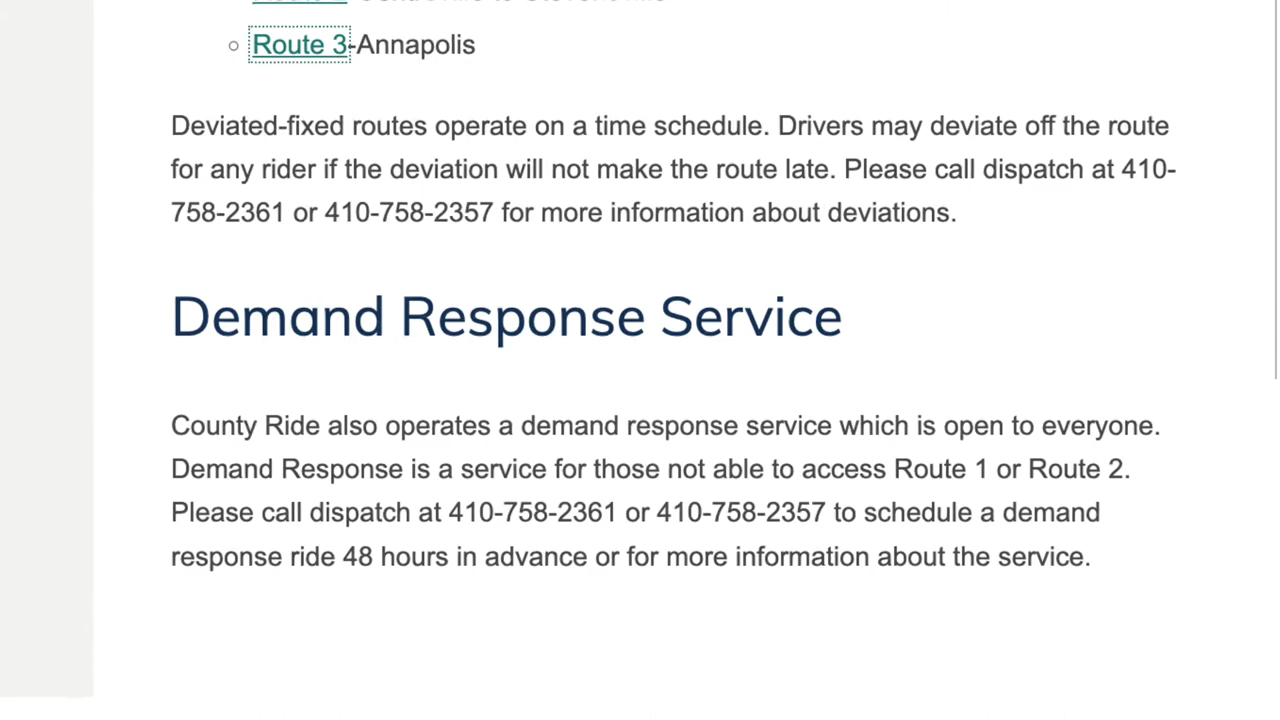 Route 3-Annapolis
Deviated-fixed routes operate on a time schedule. Drivers may deviate off the route
for any rider if the deviation will not make the route late. Please call dispatch at 410-
758-2361 or 410-758-2357 for more information about deviations.
Demand Response Service
County Ride also operates a demand response service which is open to everyone.
Demand Response is a service for those not able to access Route 1 or Route 2.
Please call dispatch at 410-758-2361 or 410-758-2357 to schedule a demand
response ride 48 hours in advance or for more information about the service.